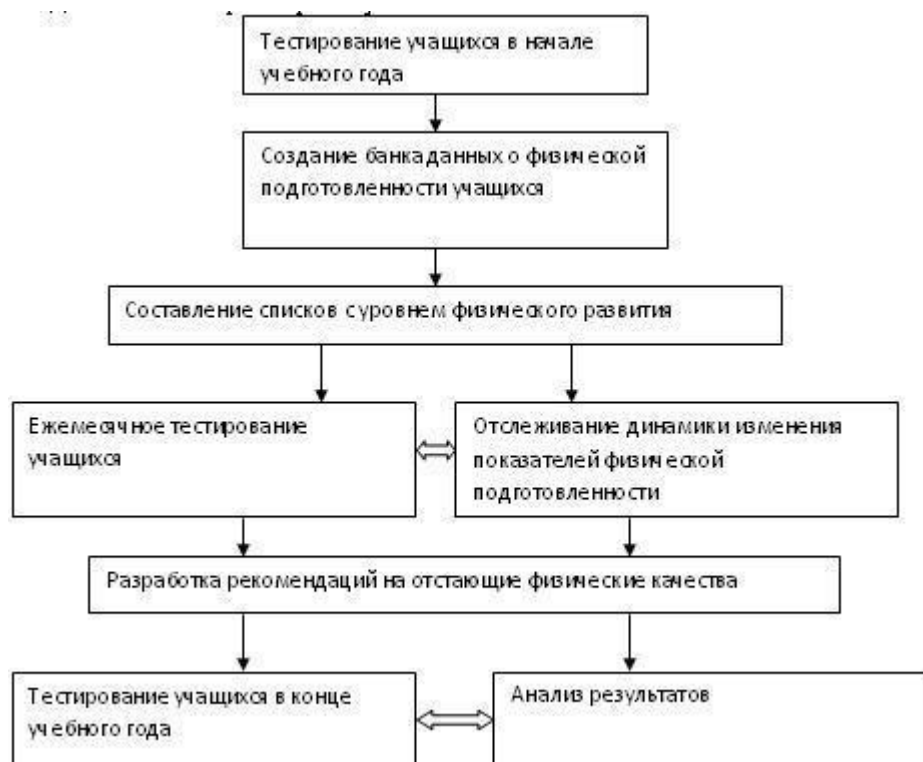 Тестирование учащихся в начале
учебного года
Создание банка данных о физической
подготовленности учащихся
Составление списков с уровнем физического развития
Ежемесячное тестирование
учащихся
Отслеживание динамики изменения
показателей физической
подготовленности
Разработка рекомендаций на отстающие физические качества
Тестирование учащихся в конце
учебного года
Анализ результатов